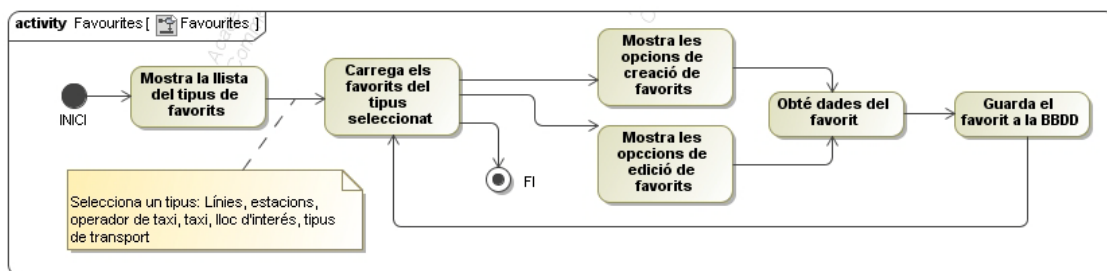 activity Favourites [ Favourites ]
INICI
Mostra la llista
del tipus de
favorits
Carrega els
favorits del
tipus
seleccionat
Mostra les
opcions de
creació de
favorits
Mostra les
opccions de
edició de
favorits
Obté dades del
favorit
Guarda el
favorit a la BBDD
FI
Selecciona un tipus: Línies, estacions,
operador de taxi, taxi, lloc d'interés, tipus
de transport